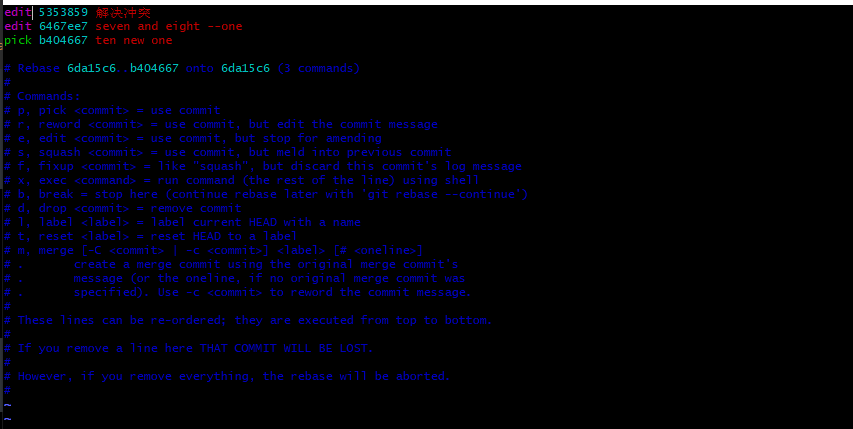 edit 5353859 解决冲突
edit 6467ee7 seven and eight --one
pick b404667 ten new one
# Rebase 6da15c6..b404667 onto 6da15c6 (3 commands)
#
# Commands:
# p, pick <commit> = use commit
# r, reword <commit> = use commit, but edit the commit message
# e, edit <commit> = use commit, but stop for amending
# s, squash <commit> = use commit, but meld into previous commit
# f, fixup <commit> = like "squash", but discard this commit's log message
# x, exec <command> = run command (the rest of the line) using shell
# b, break = stop here (continue rebase later with 'git rebase --continue')
# d, drop <commit> = remove commit
# l, label <label> = label current HEAD with a name
# t, reset <label> = reset HEAD to a label
# m, merge [-C <commit> | -c <commit>] <label> [# <oneline>]
# .       create a merge commit using the original merge commit's
# .       message (or the oneline, if no original merge commit was
# .       specified). Use -c <commit> to reword the commit message.
#
# These lines can be re-ordered; they are executed from top to bottom.
#
# If you remove a line here THAT COMMIT WILL BE LOST.
#
# However, if you remove everything, the rebase will be aborted.
#
~
~